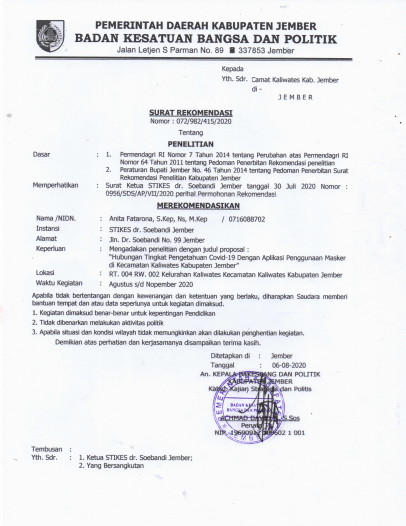 PEMERINTAH DAERAH KABUPATEN JEMBER
BADAN KESATUAN BANGSA DAN POLITIK
Jalan Letjen S Parman No. 89 ☎ 337853 Jember
Kepada
Yth. Sdr. Camat Kaliwates Kab. Jember
di -
J E M B E R
SURAT REKOMENDASI
Nomor : 072/982/415/2020
Tentang
PENELITIAN
Dasar : 1. Permendagri RI Nomor 7 Tahun 2014 tentang Perubahan atas Permendagri RI
Nomor 64 Tahun 2011 tentang Pedoman Penerbitan Rekomendasi penelitian
2. Peraturan Bupati Jember No. 46 Tahun 2014 tentang Pedoman Penerbitan Surat
Rekomendasi Penelitian Kabupaten Jember
Memperhatikan : Surat Ketua STIKES dr. Soebandi Jember tanggal 30 Juli 2020 Nomor :
0956/SDS/AP/VII/2020 perihal Permohonan Rekomendasi
MEREKOMENDASIKAN
Nama /NIDN. : Anita Fatarona, S.Kep, Ns, M.Kep / 0716088702
Instansi : STIKES dr. Soebandi Jember
Alamat : Jln. Dr. Soebandi No. 99 Jember
Keperluan : Mengadakan penelitian dengan judul proposal :
"Hubungan Tingkat Pengetahuan Covid-19 Dengan Aplikasi Penggunaan Masker
di Kecamatan Kaliwates Kabupaten Jember"
Lokasi : RT. 004 RW. 002 Kelurahan Kaliwates Kecamatan Kaliwates Kabupaten Jember
Waktu Kegiatan : Agustus s/d Nopember 2020
Apabila tidak bertentangan dengan kewenangan dan ketentuan yang berlaku, diharapkan Saudara memberi
bantuan tempat dan atau data seperlunya untuk kegiatan dimaksud.
1. Kegiatan dimaksud benar-benar untuk kepentingan Pendidikan
2. Tidak dibenarkan melakukan aktivitas politik
3. Apabila situasi dan kondisi wilayah tidak memungkinkan akan dilakukan penghentian kegiatan.
Demikian atas perhatian dan kerjasamanya disampaikan terima kasih.
Ditetapkan di : Jember
Tanggal : 06-08-2020
An. KEPALA BAKESBANG DAN POLITIK
KABUPATEN JEMBER
Kabid. Kajian dan Politis
BADAN
BANGSA DAN
ACHMAD S.Sos
NIP. 1 001
Tembusan :
Yth. Sdr. : 1. Ketua STIKES dr. Soebandi Jember;
2. Yang Bersangkutan